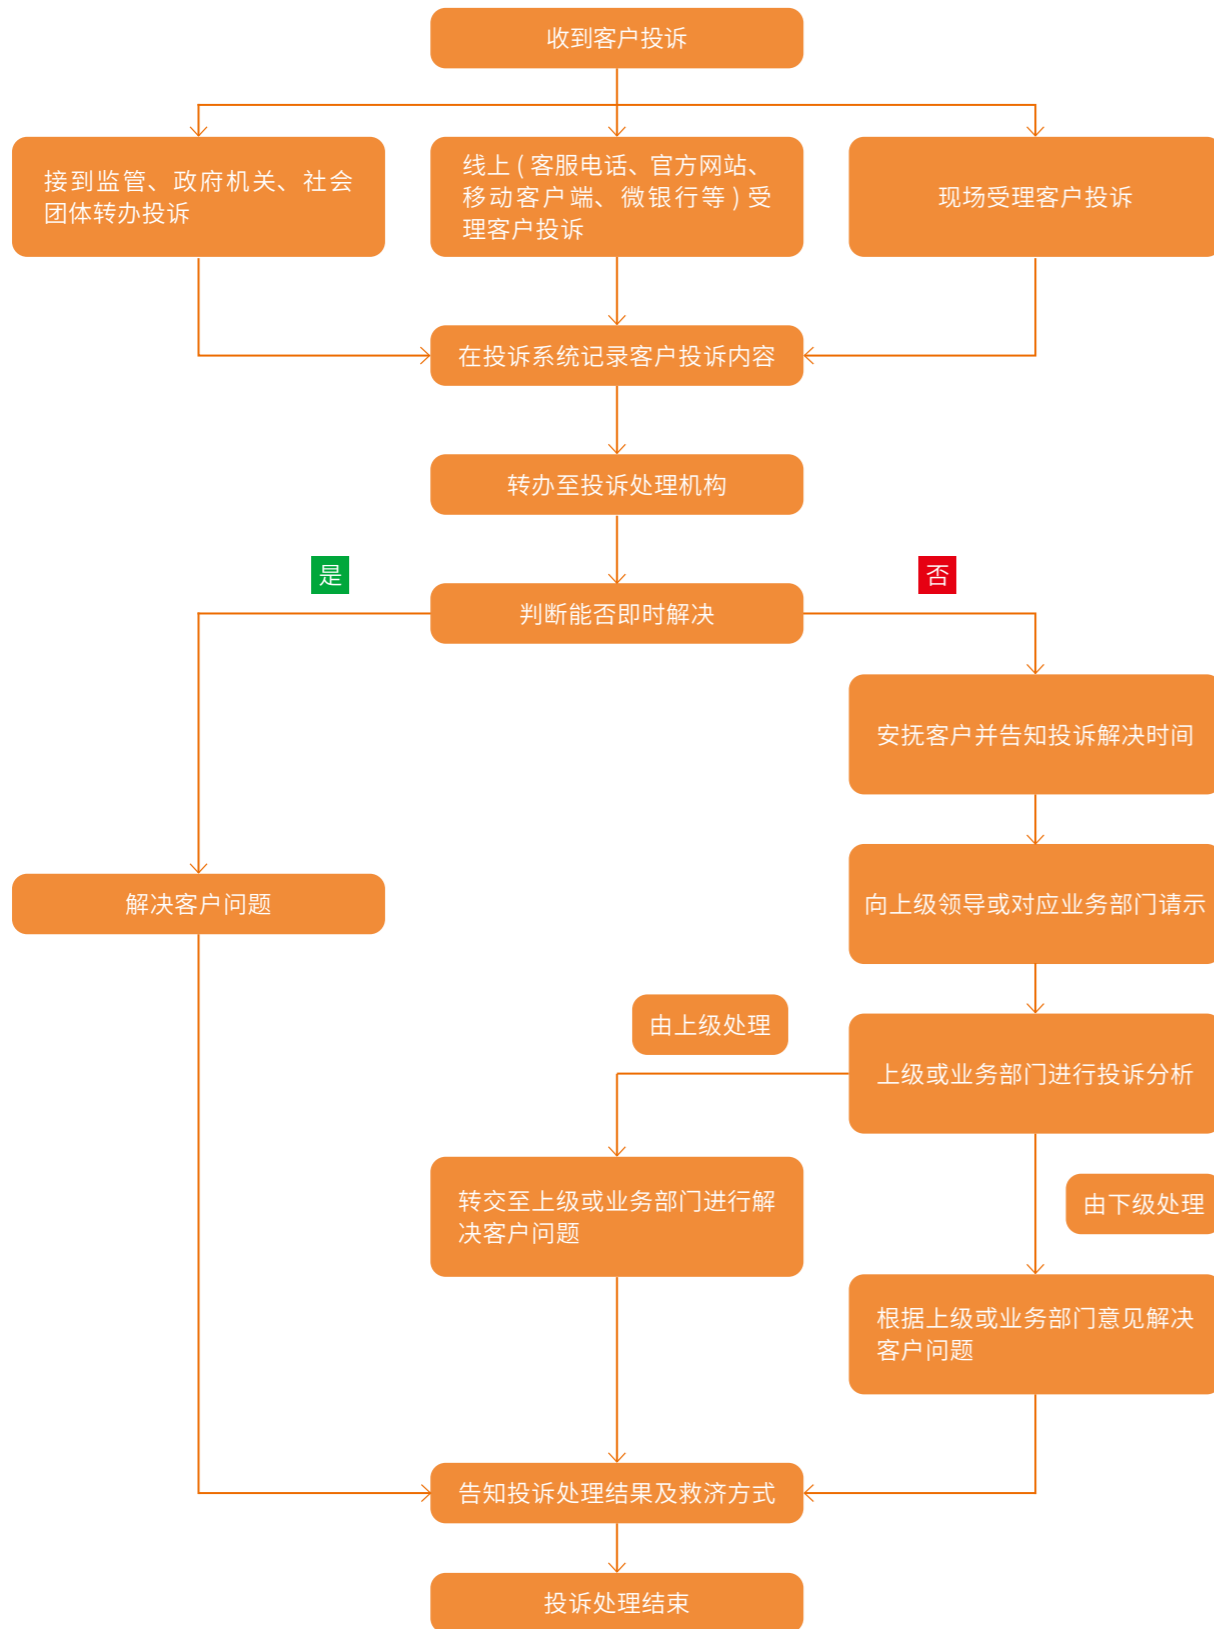 收到客户投诉
接到监管、政府机关、社会
团体转办投诉
线上(客服电话、官方网站、
移动客户端、微银行等)受
理客户投诉
现场受理客户投诉
在投诉系统记录客户投诉内容
转办至投诉处理机构
是
否
判断能否即时解决
安抚客户并告知投诉解决时间
解决客户问题
向上级领导或对应业务部门请示
由上级处理
上级或业务部门进行投诉分析
转交至上级或业务部门进行解
决客户问题
由下级处理
根据上级或业务部门意见解决
客户问题
告知投诉处理结果及救济方式
投诉处理结束